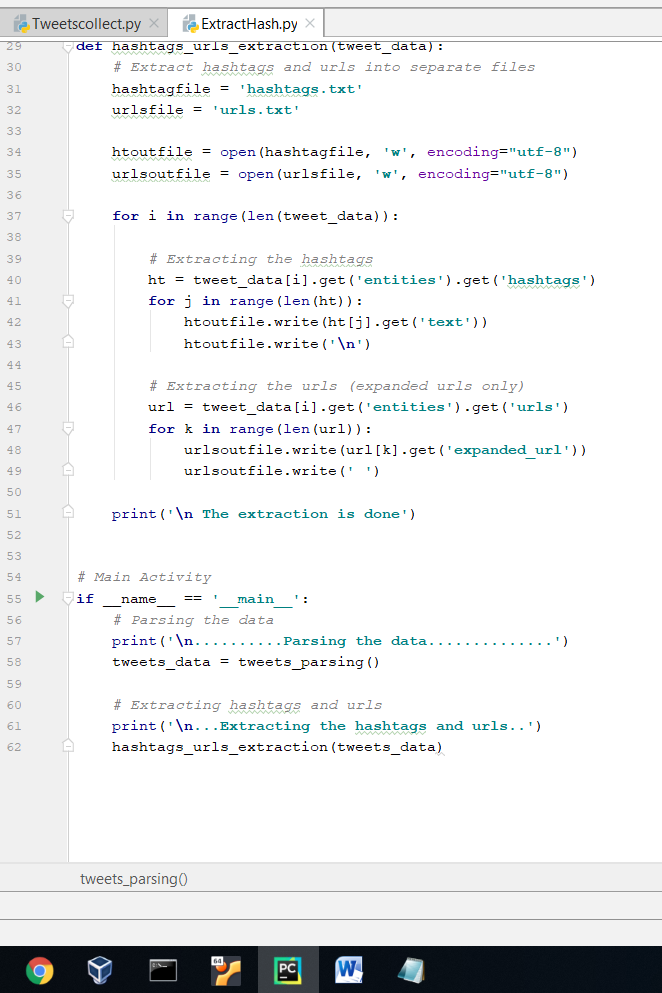 Tweetscollect.py ExtractHash.py
29 def hashtags_urls_extraction(tweet_data):
30 # Extract hashtags and urls into separate files
31 hashtagfile = 'hashtags.txt'
32 urlsfile = 'urls.txt'
33
34 htoutfile = open(hashtagfile, 'w', encoding="utf-8")
35 urlsoutfile = open(urlsfile, 'w', encoding="utf-8")
36
37 for i in range(len(tweet_data)):
38
39 # Extracting the hashtags
40 ht = tweet_data[i].get('entities').get('hashtags')
41 for j in range(len(ht)):
42 htoutfile.write(ht[j].get('text'))
43 htoutfile.write('\n')
44
45 # Extracting the urls (expanded urls only)
46 url = tweet_data[i].get('entities').get('urls')
47 for k in range(len(url)):
48 urlsoutfile.write(url[k].get('expanded_url'))
49 urlsoutfile.write(' ')
50
51 print('\n The extraction is done')
52
53
54 # Main Activity
55 if __name__ == '__main__':
56 # Parsing the data
57 print('\n..........Parsing the data..............')
58 tweets_data = tweets_parsing()
59
60 # Extracting hashtags and urls
61 print('\n...Extracting the hashtags and urls..')
62 hashtags_urls_extraction(tweets_data)
tweets_parsing()
64
PC
W